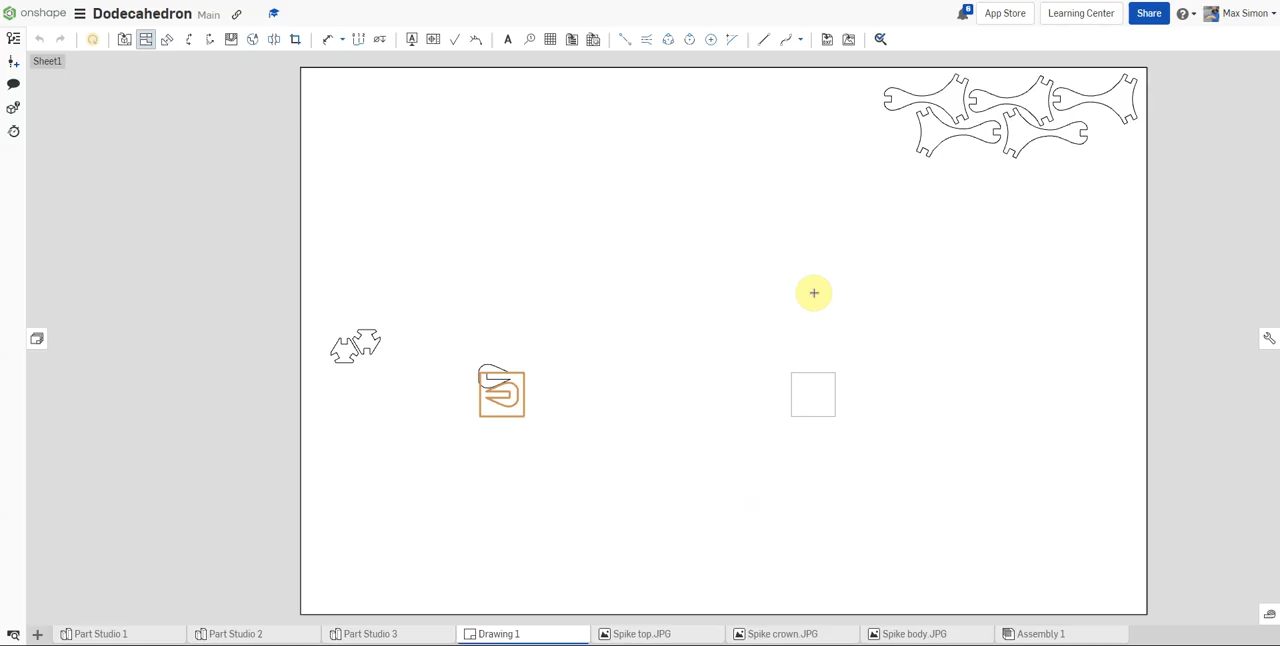 onshape Dodecahedron Main
6 App Store Learning Center Share ? Max Simon
Sheet1
A A
Part Studio 1 Part Studio 2 Part Studio 3 Drawing 1 Spike top.JPG Spike crown.JPG Spike body.JPG Assembly 1